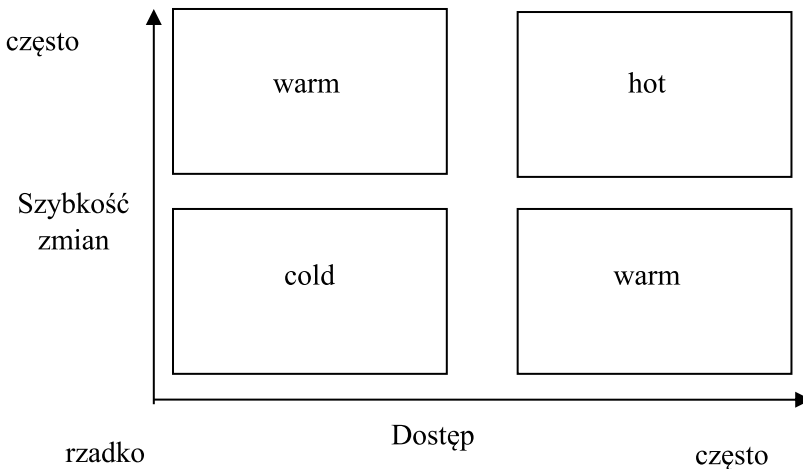 często
warm
hot
Szybkość
zmian
cold
warm
Dostęp
rzadko
często